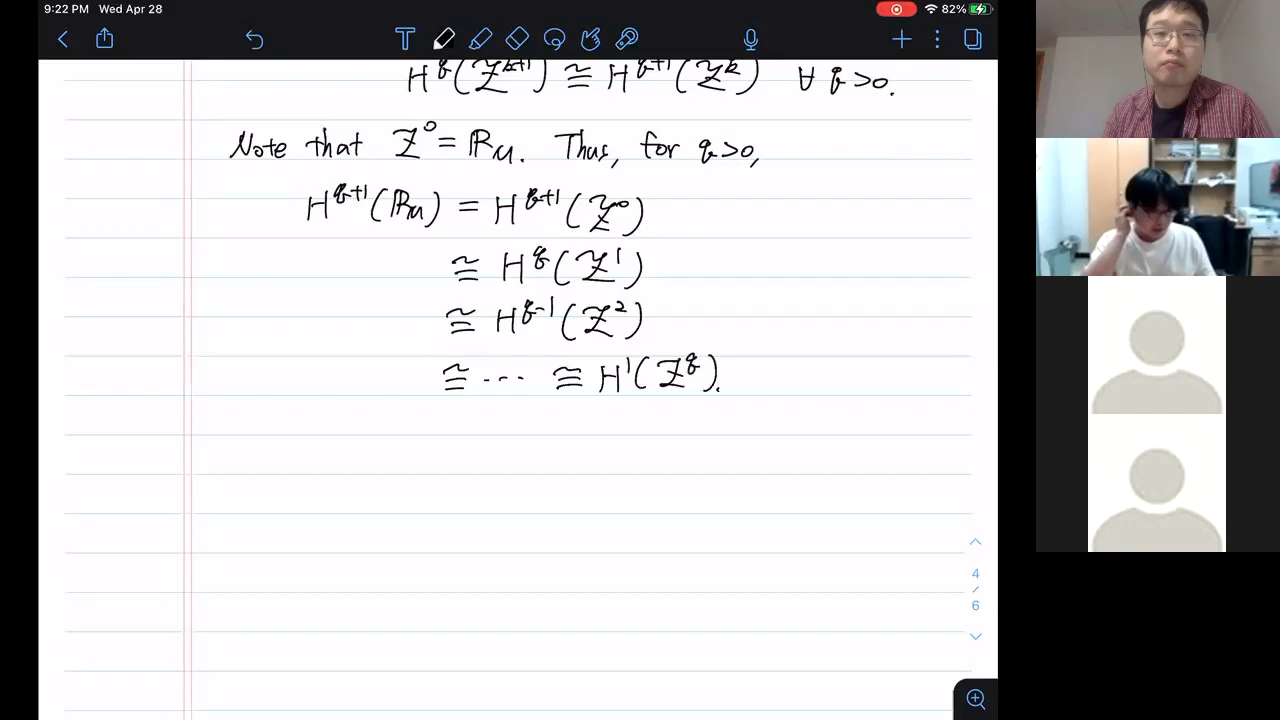 9:22 PM Wed Apr 28
82%
H^q(Z^{k+1}) ≅ H^{q+1}(Z^k) ∀ q>0.
Note that Z^0 = ℝ_M. Thus, for q>0,
H^{q+1}(ℝ_M) = H^{q+1}(Z^0)
≅ H^q(Z^1)
≅ H^{q-1}(Z^2)
≅ ... ≅ H^1(Z^q).
4
/
6